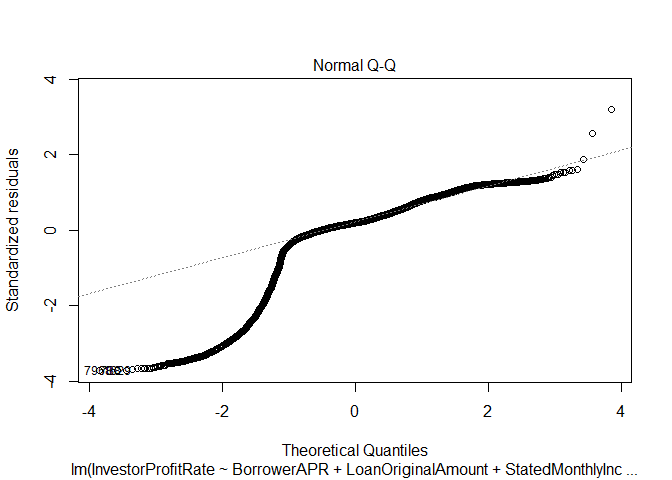 Normal Q-Q
Standardized residuals
4
2
0
-2
-4
-4
-2
0
2
4
Theoretical Quantiles
lm(InvestorProfitRate ~ BorrowerAPR + LoanOriginalAmount + StatedMonthlyInc ...